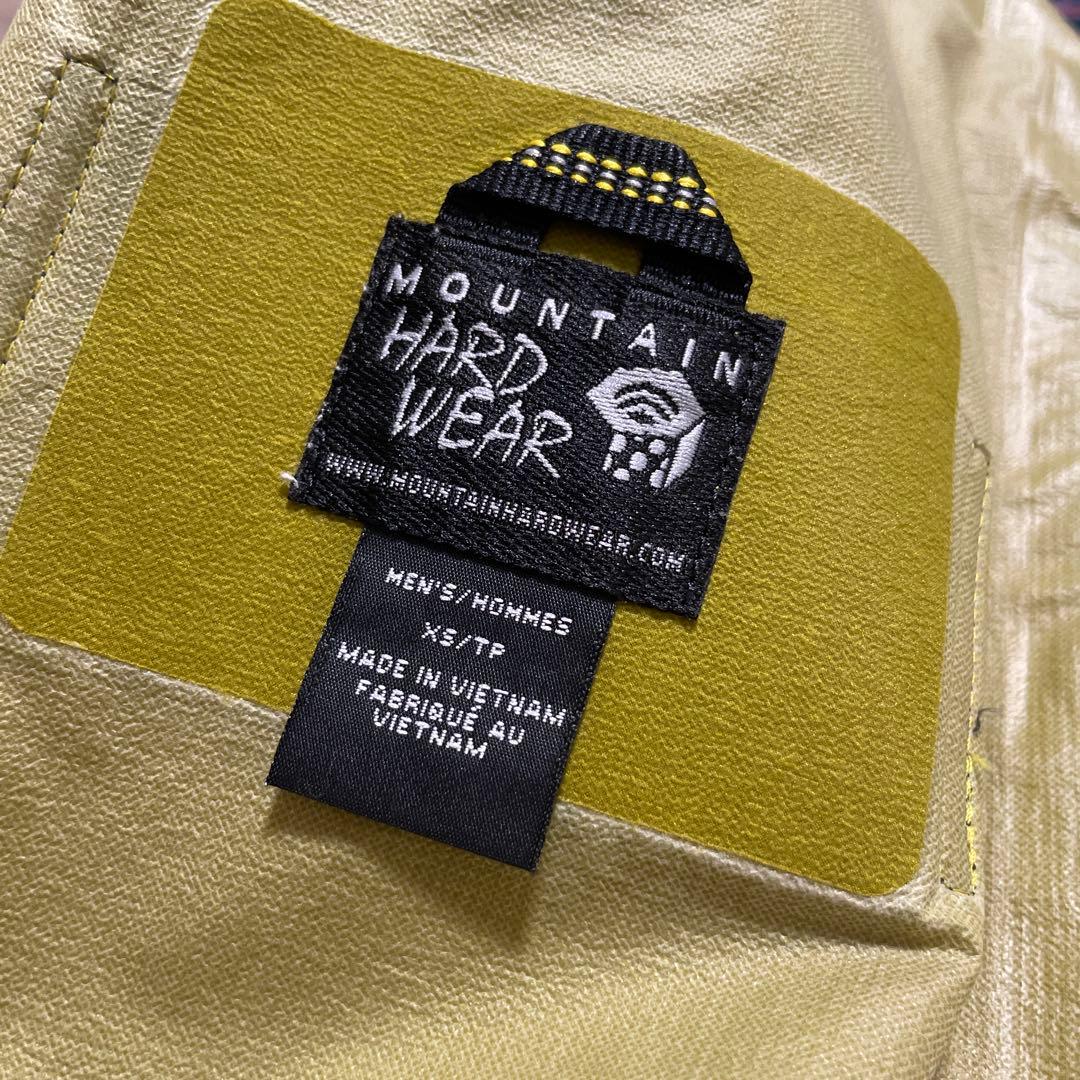 MOUNTAIN
HARD
WEAR
WWW.MOUNTAINHARDWEAR.COM
MEN'S/HOMMES
XS/TP
MADE IN VIETNAM
FABRIQUÉ AU
VIETNAM